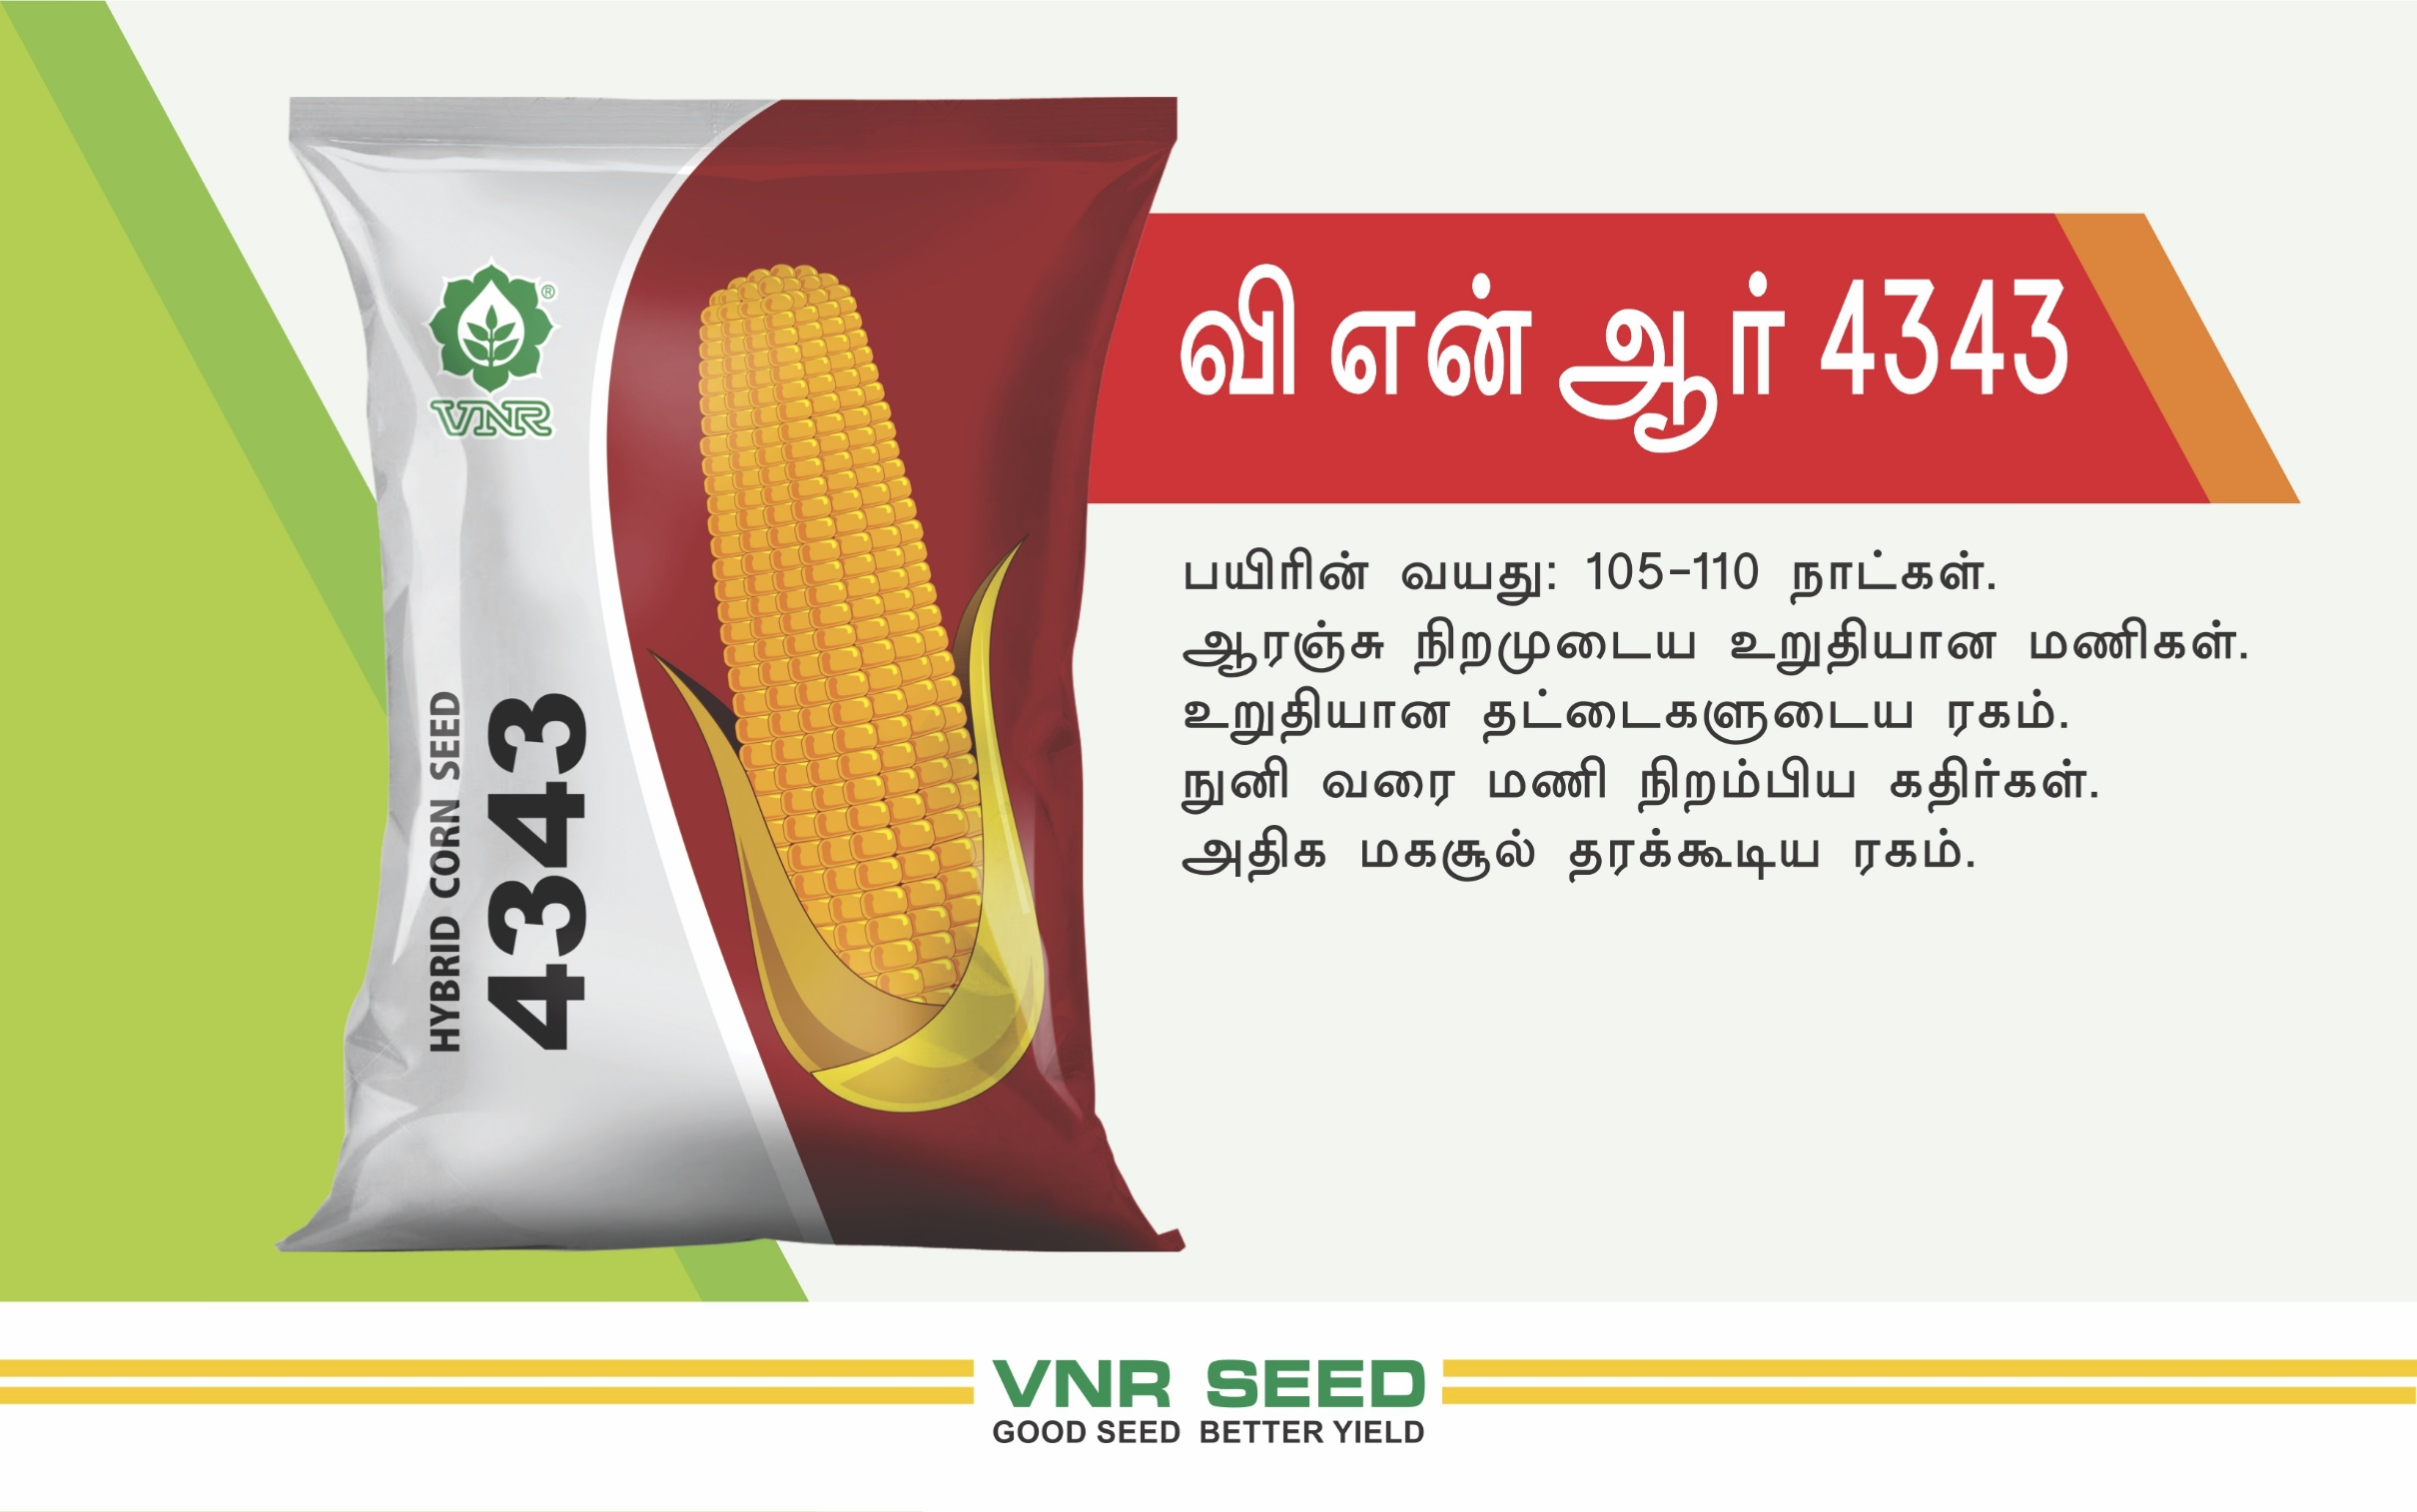 ®
VNR
HYBRID CORN SEED
4343
வி என் ஆர் 4343
பயிரின் வயது: 105-110 நாட்கள்.
ஆரஞ்சு நிறமுடைய உறுதியான மணிகள்.
உறுதியான தட்டைகளுடைய ரகம்.
நுனி வரை மணி நிறம்பிய கதிர்கள்.
அதிக மகசூல் தரக்கூடிய ரகம்.
VNR SEED
GOOD SEED BETTER YIELD